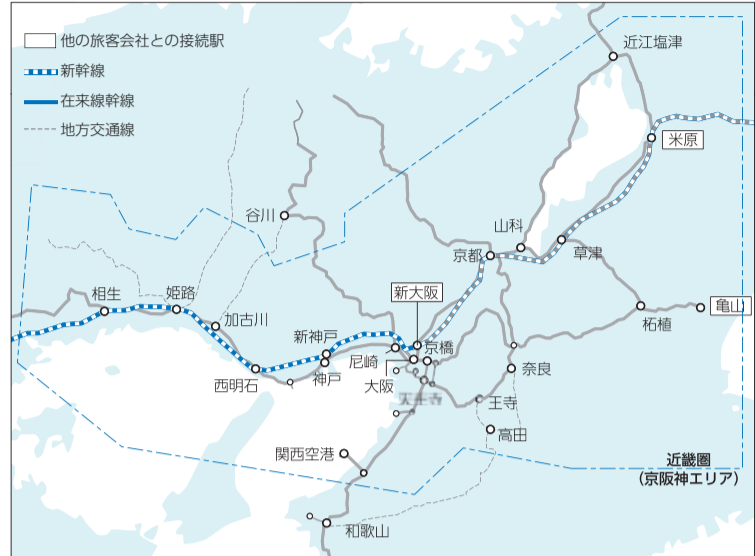 他の旅客会社との接続駅
新幹線
在来線幹線
地方交通線
近江塩津
米原
谷川
山科
京都
草津
新大阪
亀山
相生
姫路
加古川
新神戸
尼崎
京橋
柘植
西明石
神戸
大阪
奈良
天王寺
王寺
高田
関西空港
近畿圏
(京阪神エリア)
和歌山